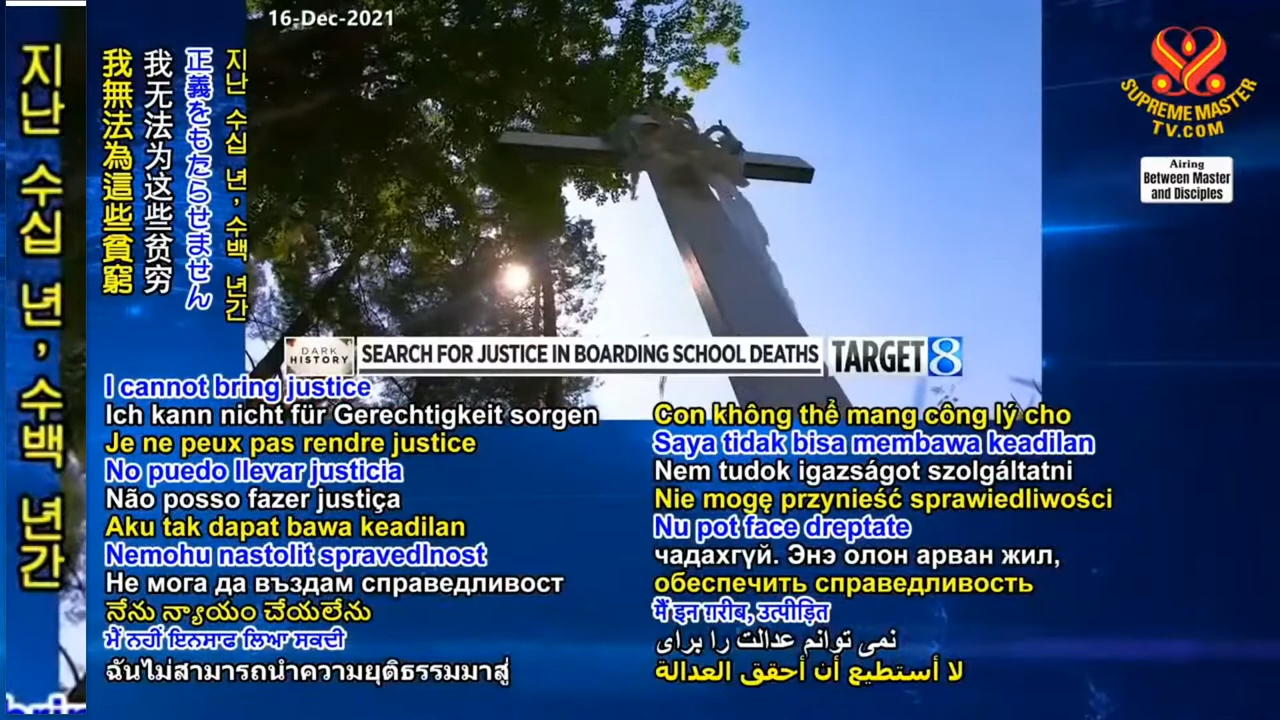 16-Dec-2021
지난 수십 년, 수백 년간
我無法為這些貧窮
我无法为这些贫穷
正義をもたらせません
지난 수십 년, 수백 년간
SUPREME MASTER
TV.COM
Airing
Between Master
and Disciples
DARK
HISTORY
SEARCH FOR JUSTICE IN BOARDING SCHOOL DEATHS
TARGET 8
I cannot bring justice
Ich kann nicht für Gerechtigkeit sorgen
Je ne peux pas rendre justice
No puedo llevar justicia
Não posso fazer justiça
Aku tak dapat bawa keadilan
Nemohu nastolit spravedlnost
Не мога да въздам справедливост
నేను న్యాయం చేయలేను
ਮੈਂ ਨਹੀਂ ਇਨਸਾਫ ਲਿਆ ਸਕਦੀ
ฉันไม่สามารถนำความยุติธรรมมาสู่
Con không thể mang công lý cho
Saya tidak bisa membawa keadilan
Nem tudok igazságot szolgáltatni
Nie mogę przynieść sprawiedliwości
Nu pot face dreptate
чадахгүй. Энэ олон арван жил,
обеспечить справедливость
मैं इन ग़रीब, उत्पीड़ित
نمی توانم عدالت را برای
لا أستطيع أن أحقق العدالة